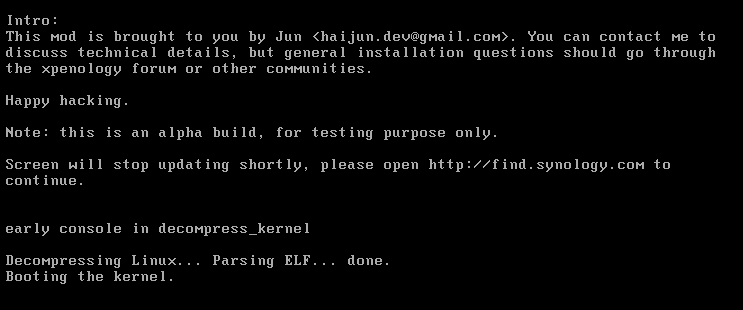 Intro:
This mod is brought to you by Jun <haijun.dev@gmail.com>. You can contact me to
discuss technical details, but general installation questions should go through
the xpenology forum or other communities.
Happy hacking.
Note: this is an alpha build, for testing purpose only.
Screen will stop updating shortly, please open http://find.synology.com to
continue.
early console in decompress_kernel
Decompressing Linux... Parsing ELF... done.
Booting the kernel.